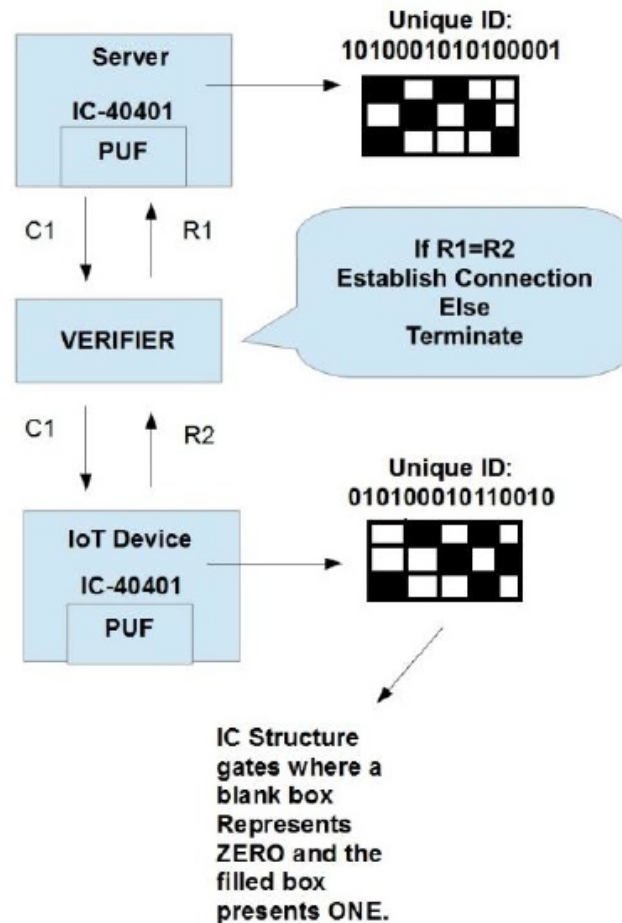 Unique ID:
1010001010100001
Server
IC-40401
PUF
C1
R1
If R1=R2
Establish Connection
Else
Terminate
VERIFIER
C1
R2
Unique ID:
010100010110010
IoT Device
IC-40401
PUF
IC Structure
gates where a
blank box
Represents
ZERO and the
filled box
presents ONE.